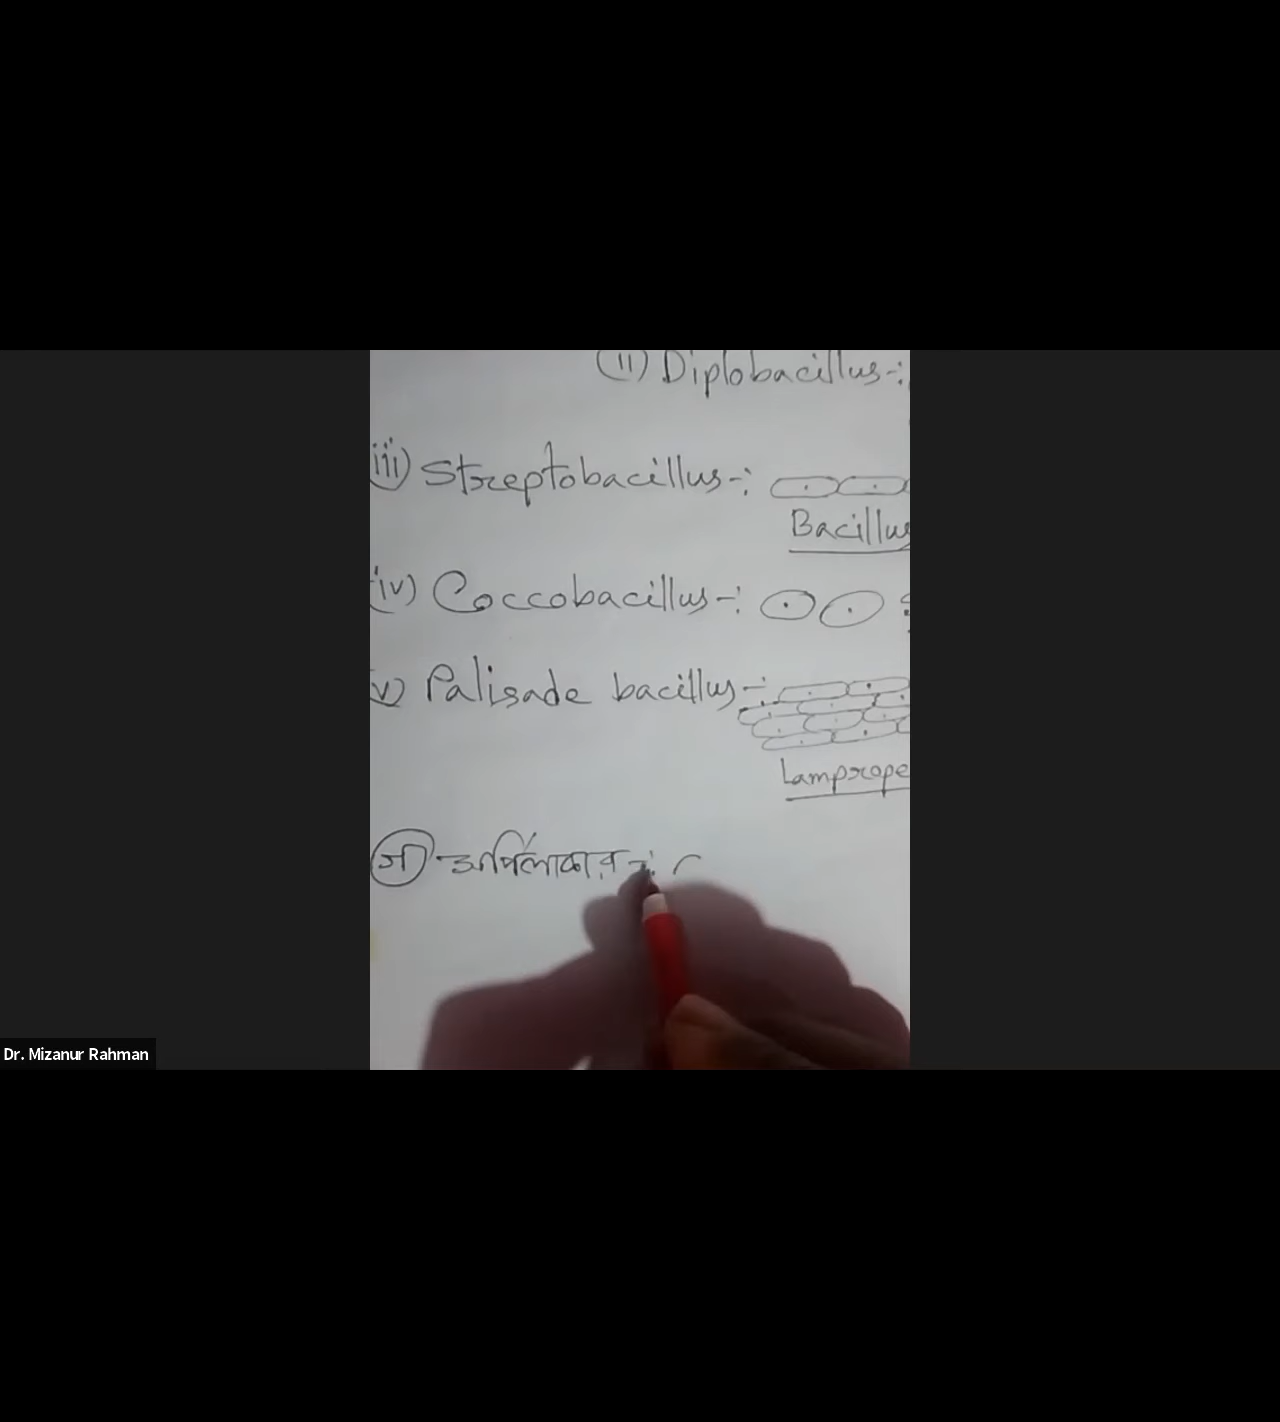 (ii) Diplobacillus-:
iii) Streptobacillus-:
Bacillus
(iv) Coccobacillus-:
v) Palisade bacillus-:
Lamprope
(গ) সর্পিলাকার-:
Dr. Mizanur Rahman